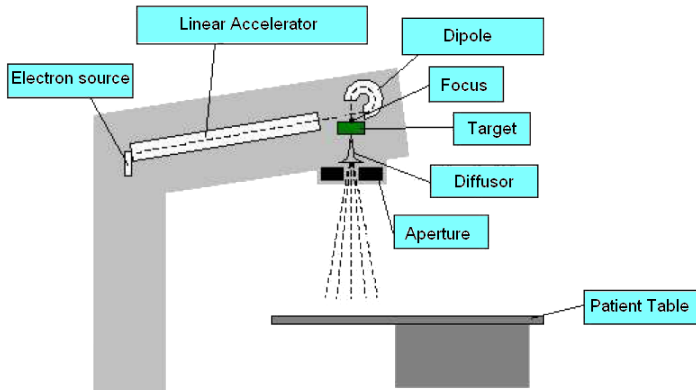 Linear Accelerator
Dipole
Electron source
Focus
Target
Diffusor
Aperture
Patient Table